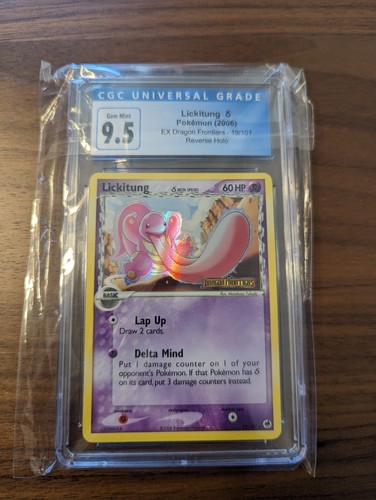 CGC UNIVERSAL GRADE
Gem Mint
9.5
Lickitung δ
Pokémon (2006)
EX Dragon Frontiers - 19/101
Reverse Holo
Lickitung
60 HP
DRAGON FRONTIERS
BASIC
Lap Up
Draw 2 cards.
Delta Mind
Put 1 damage counter on 1 of your
opponent's Pokémon. If that Pokémon has δ
on its card, put 3 damage counters instead.